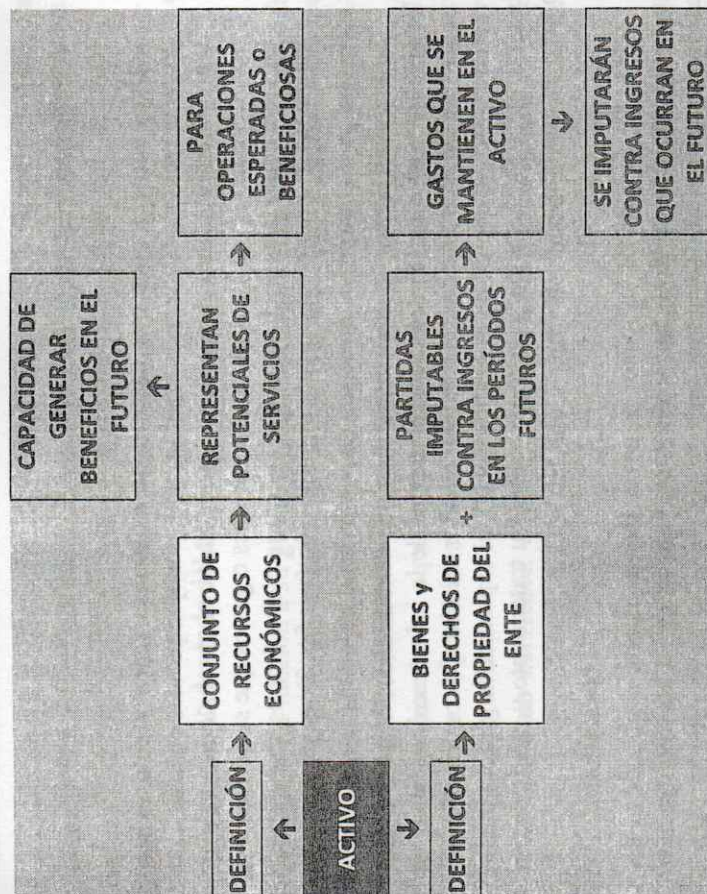 CAPACIDAD DE
GENERAR
BENEFICIOS EN EL
FUTURO
↑
DEFINICIÓN
→
CONJUNTO DE
RECURSOS
ECONÓMICOS
→
REPRESENTAN
POTENCIALES DE
SERVICIOS
→
PARA
OPERACIONES
ESPERADAS o
BENEFICIOSAS
↑
ACTIVO
↓
DEFINICIÓN
→
BIENES y
DERECHOS DE
PROPIEDAD DEL
ENTE
+
PARTIDAS
IMPUTABLES
CONTRA INGRESOS
EN LOS PERÍODOS
FUTUROS
→
GASTOS QUE SE
MANTIENEN EN EL
ACTIVO
↓
SE IMPUTARÁN
CONTRA INGRESOS
QUE OCURRAN EN
EL FUTURO